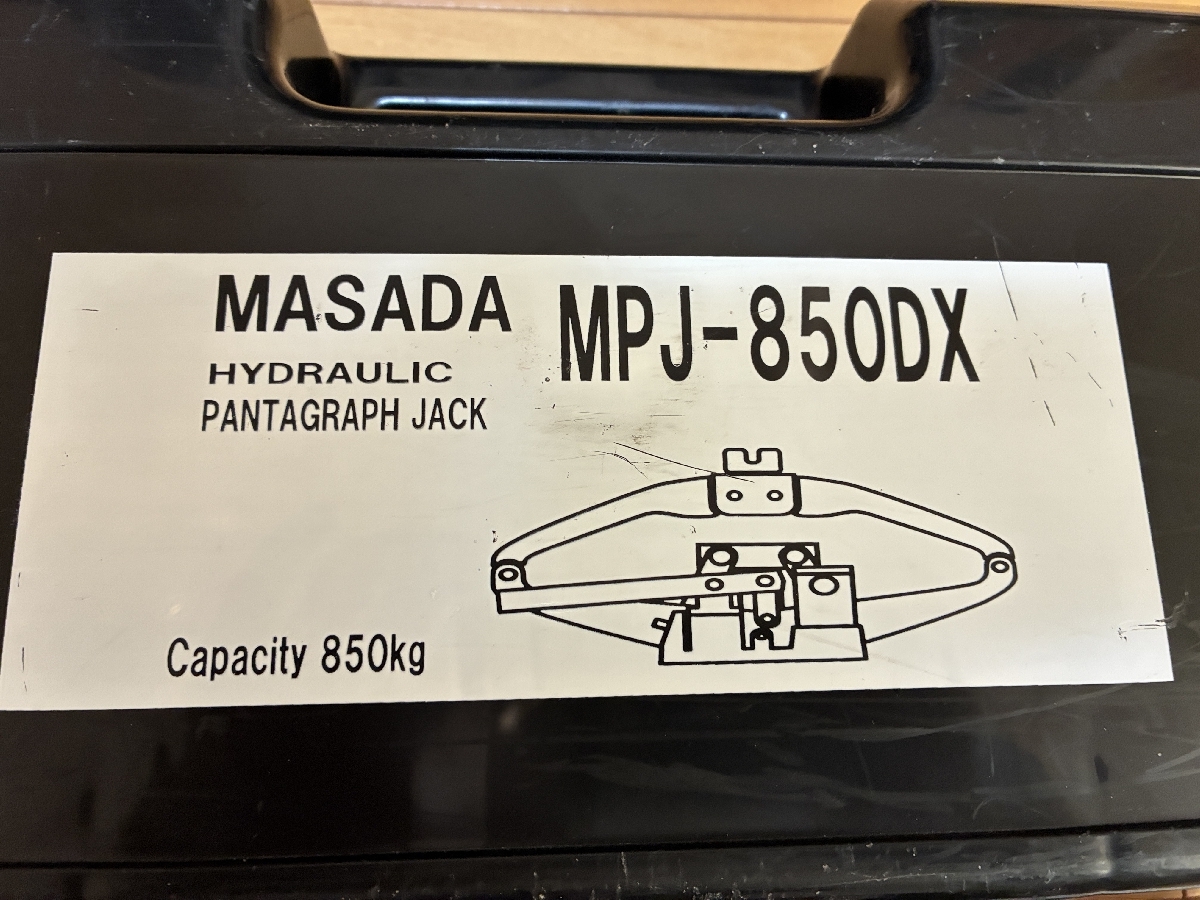 MASADA MPJ-850DX
HYDRAULIC
PANTAGRAPH JACK
Capacity 850kg